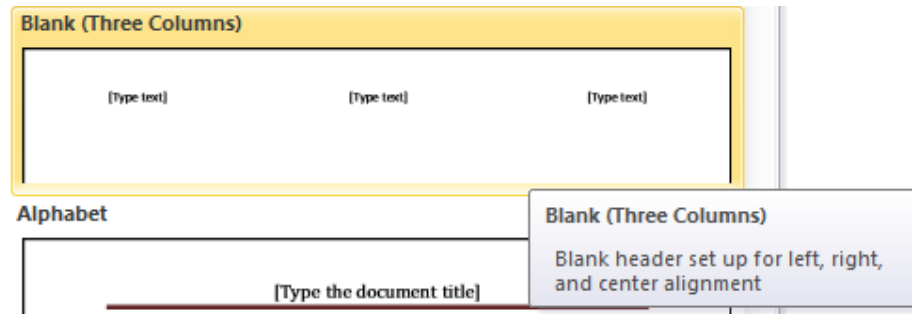 Blank (Three Columns)
[Type text] [Type text] [Type text]
Alphabet
[Type the document title]
Blank (Three Columns)
Blank header set up for left, right,
and center alignment